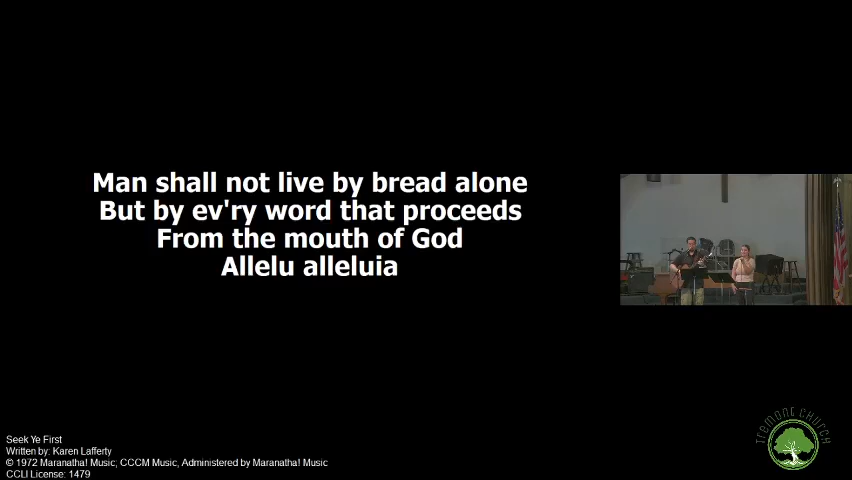 Man shall not live by bread alone
But by ev'ry word that proceeds
From the mouth of God
Allelu alleluia
Seek Ye First
Written by: Karen Lafferty
© 1972 Maranatha! Music; CCCM Music, Administered by Maranatha! Music
CCLI License: 1479
Tremont Church